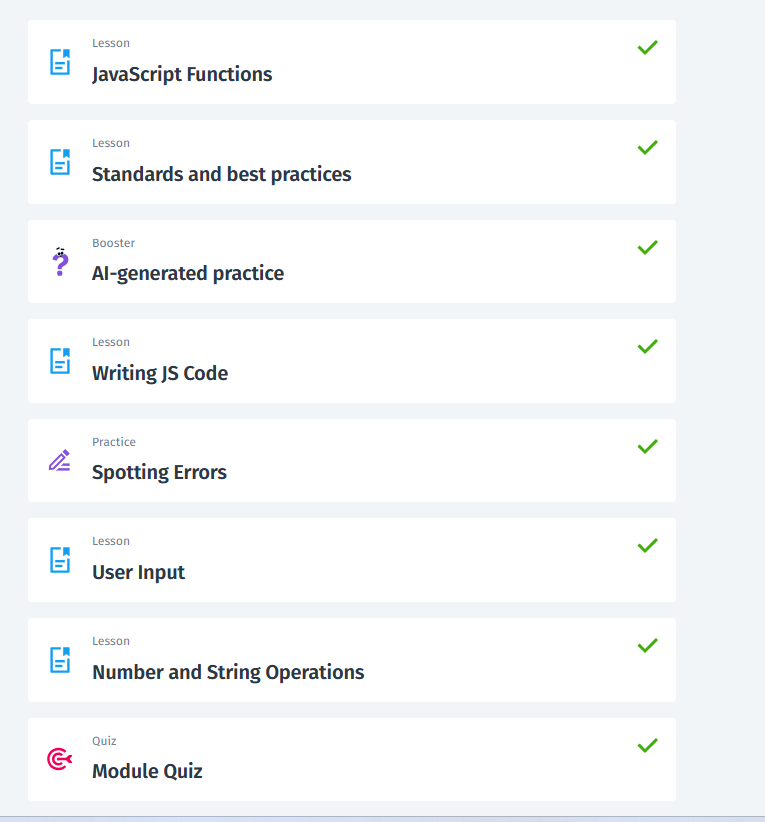 Lesson
JavaScript Functions
Lesson
Standards and best practices
Booster
AI-generated practice
Lesson
Writing JS Code
Practice
Spotting Errors
Lesson
User Input
Lesson
Number and String Operations
Quiz
Module Quiz